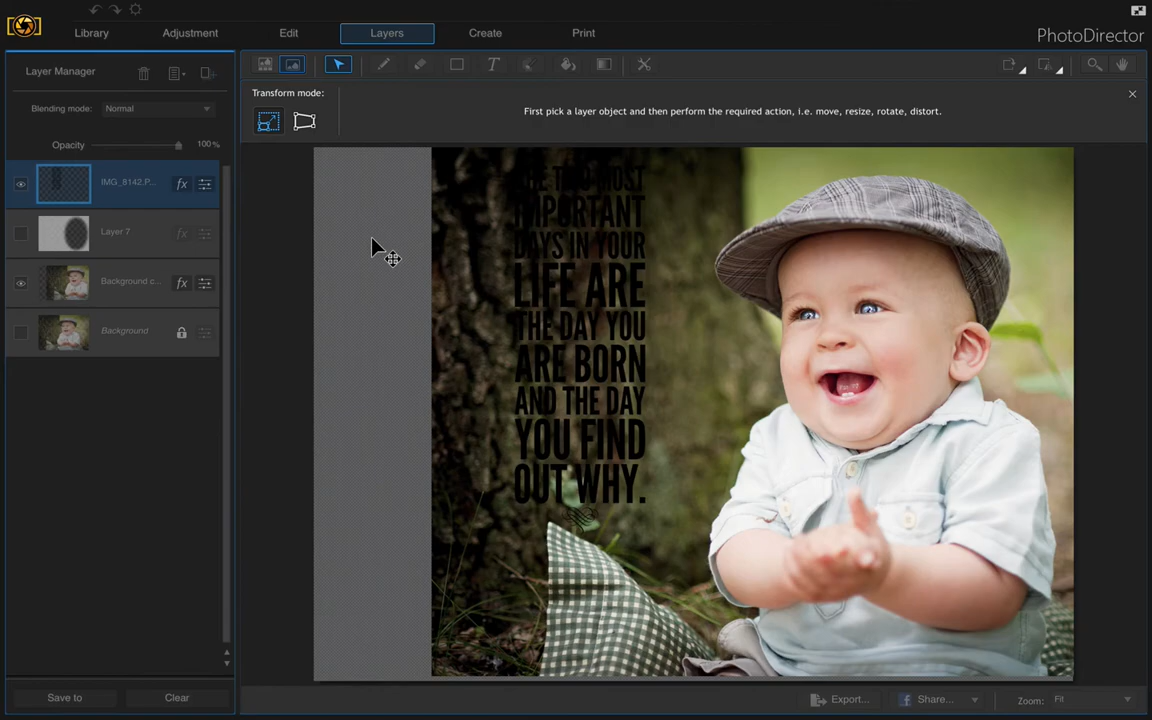 Library
Adjustment
Edit
Layers
Create
Print
PhotoDirector
Layer Manager
Blending mode: Normal
Opacity 100%
IMG_8142.P...
fx
Layer 7
fx
Background c...
fx
Background
Save to
Clear
T
Transform mode:
First pick a layer object and then perform the required action, i.e. move, resize, rotate, distort.
THE TWO MOST
IMPORTANT
DAYS IN YOUR
LIFE ARE
THE DAY YOU
ARE BORN
AND THE DAY
YOU FIND
OUT WHY.
Export...
Share...
Zoom: Fit